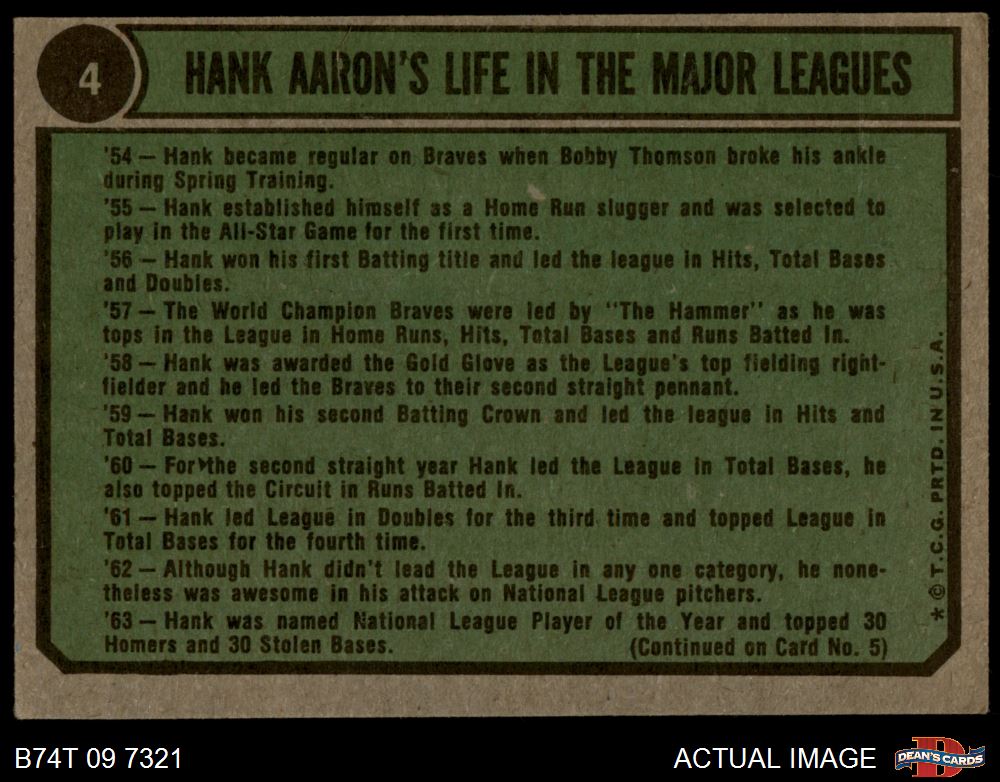 4
HANK AARON'S LIFE IN THE MAJOR LEAGUES
'54 — Hank became regular on Braves when Bobby Thomson broke his ankle
during Spring Training.
'55 — Hank established himself as a Home Run slugger and was selected to
play in the All-Star Game for the first time.
'56 — Hank won his first Batting title and led the league in Hits, Total Bases
and Doubles.
'57 — The World Champion Braves were led by "The Hammer" as he was
tops in the League in Home Runs, Hits, Total Bases and Runs Batted In.
'58 — Hank was awarded the Gold Glove as the League's top fielding right-
fielder and he led the Braves to their second straight pennant.
'59 — Hank won his second Batting Crown and led the league in Hits and
Total Bases.
'60 — For the second straight year Hank led the League in Total Bases, he
also topped the Circuit in Runs Batted In.
'61 — Hank led League in Doubles for the third time and topped League in
Total Bases for the fourth time.
'62 — Although Hank didn't lead the League in any one category, he none-
theless was awesome in his attack on National League pitchers.
'63 — Hank was named National League Player of the Year and topped 30
Homers and 30 Stolen Bases. (Continued on Card No. 5)
* © T.C.G. PRTD. IN U.S.A.
B74T 09 7321
ACTUAL IMAGE
D
DEAN'S CARDS